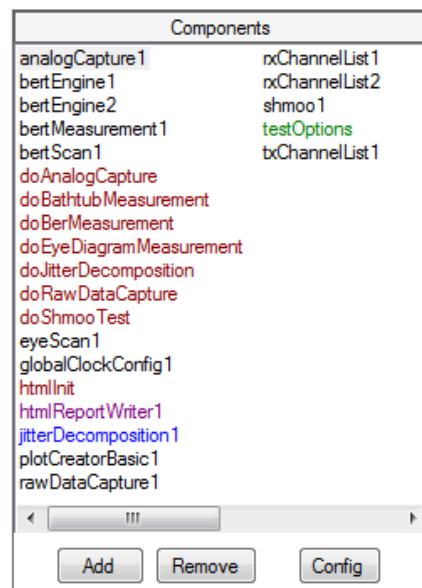 Components
analogCapture1
bertEngine1
bertEngine2
bertMeasurement1
bertScan1
doAnalogCapture
doBathtubMeasurement
doBerMeasurement
doEyeDiagramMeasurement
doJitterDecomposition
doRawDataCapture
doShmooTest
eyeScan1
globalClockConfig1
htmlInit
htmlReportWriter1
jitterDecomposition1
plotCreatorBasic1
rawDataCapture1
rxChannelList1
rxChannelList2
shmoo1
testOptions
txChannelList1
Add Remove Config